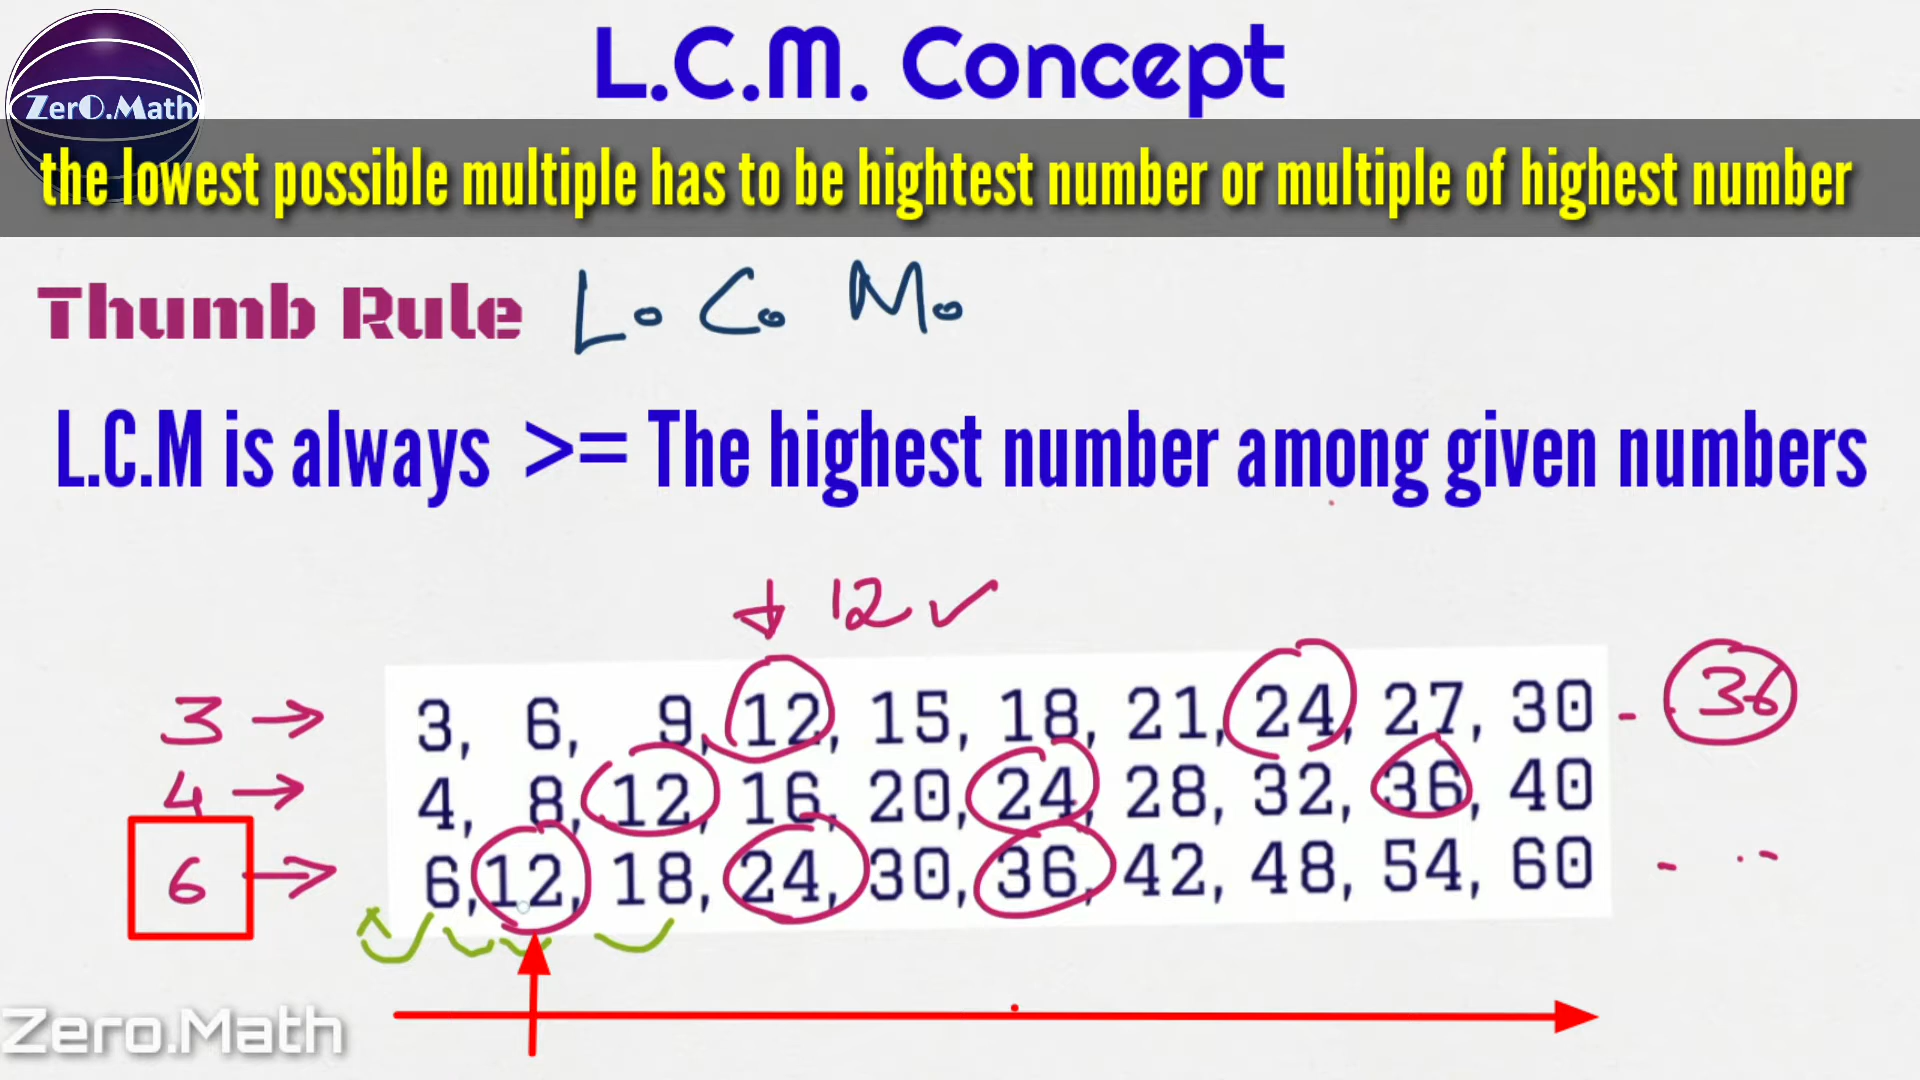 L.C.M. Concept
ZerO.Math
the lowest possible multiple has to be hightest number or multiple of highest number
Thumb Rule L. C. M.
L.C.M is always >= The highest number among given numbers
12 ✓
3 → 3, 6, 9, 12, 15, 18, 21, 24, 27, 30 - . 36
4 → 4, 8, 12, 16, 20, 24, 28, 32, 36, 40
6 → 6, 12, 18, 24, 30, 36, 42, 48, 54, 60 - . -
Zero.Math